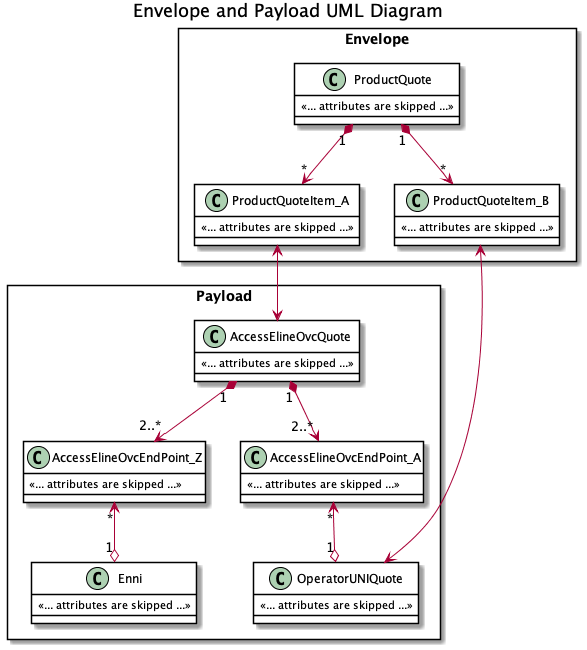 Envelope and Payload UML Diagram
Envelope
C ProductQuote
«... attributes are skipped ...»
1 1
* *
C ProductQuoteItem_A
«... attributes are skipped ...»
C ProductQuoteItem_B
«... attributes are skipped ...»
Payload
C AccessElineOvcQuote
«... attributes are skipped ...»
1 1
2..* 2..*
C AccessElineOvcEndPoint_Z
«... attributes are skipped ...»
C AccessElineOvcEndPoint_A
«... attributes are skipped ...»
* *
1 1
C Enni
«... attributes are skipped ...»
C OperatorUNIQuote
«... attributes are skipped ...»